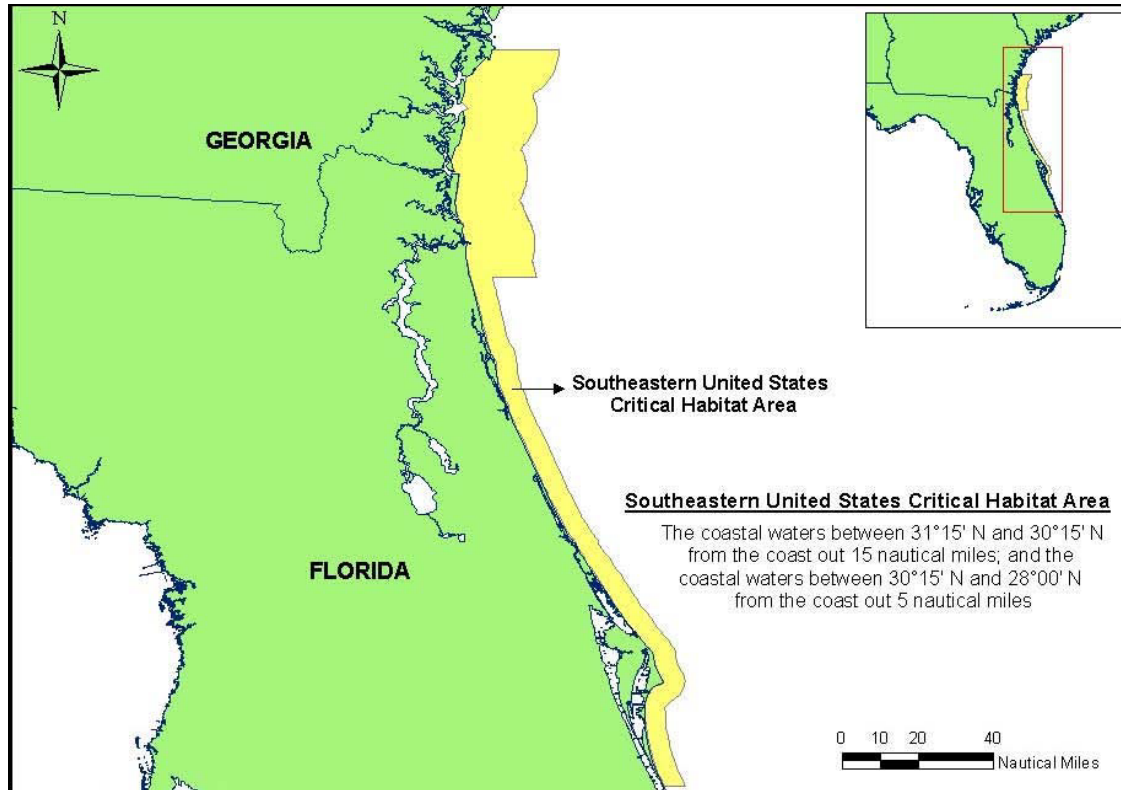 N
GEORGIA
Southeastern United States
Critical Habitat Area
Southeastern United States Critical Habitat Area
The coastal waters between 31°15' N and 30°15' N
from the coast out 15 nautical miles; and the
coastal waters between 30°15' N and 28°00' N
from the coast out 5 nautical miles
FLORIDA
0 10 20 40
Nautical Miles